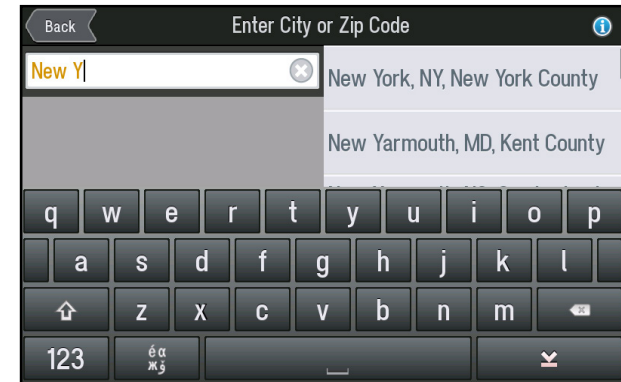 Back
Enter City or Zip Code
New Y
New York, NY, New York County
New Yarmouth, MD, Kent County
q w e r t y u i o p
a s d f g h j k l
z x c v b n m
123
éα
жǧ